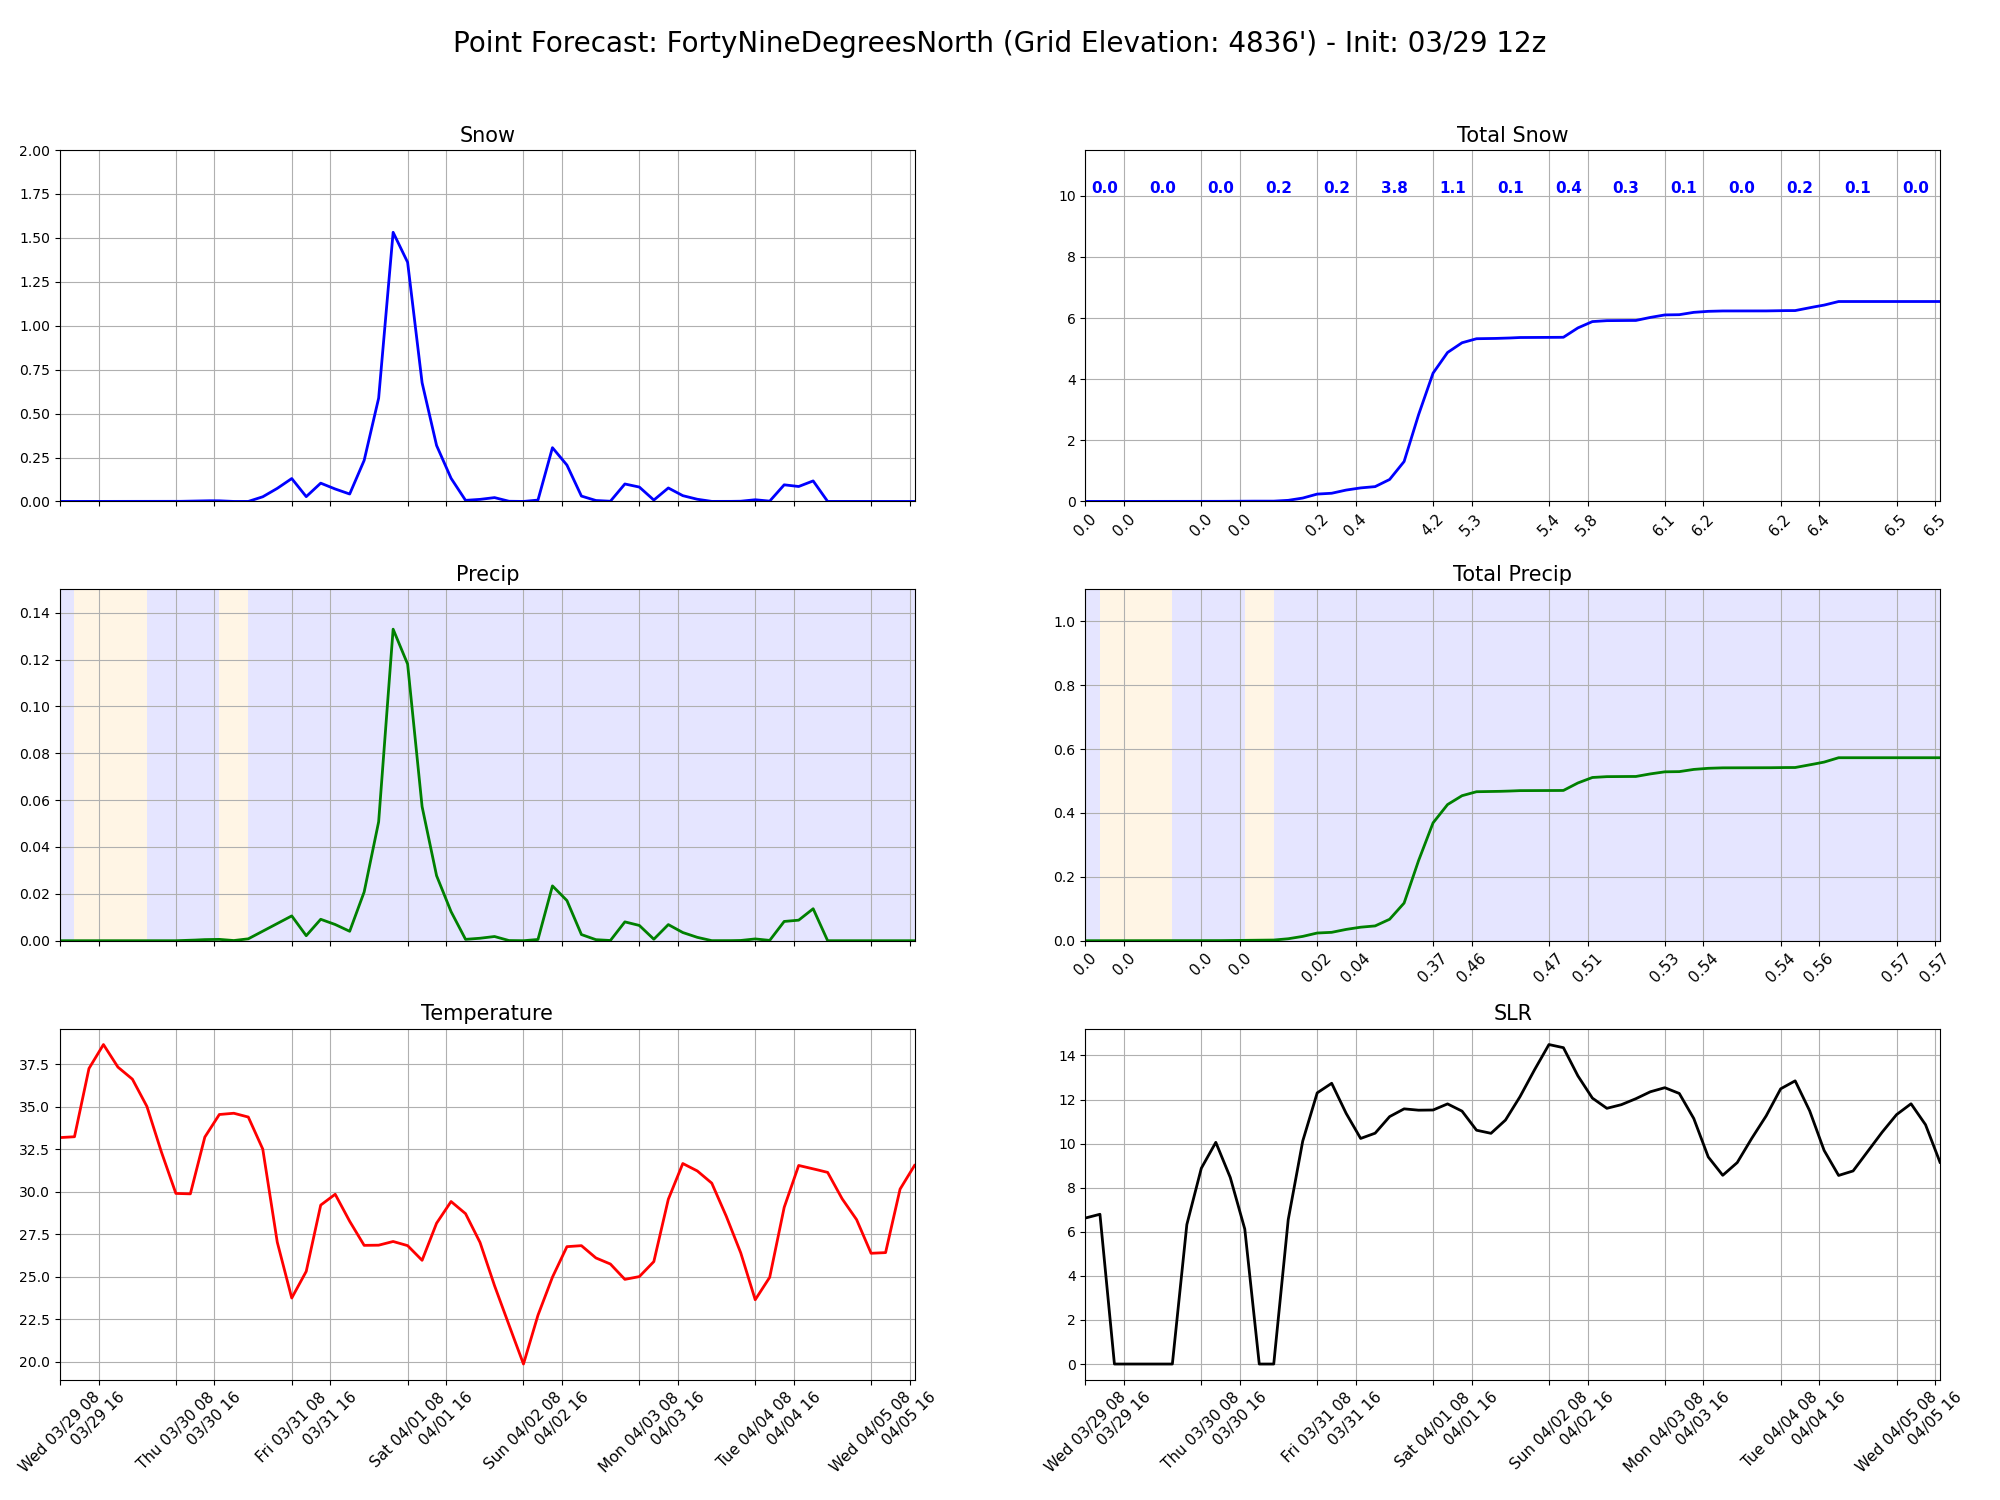 Point Forecast: FortyNineDegreesNorth (Grid Elevation: 4836') - Init: 03/29 12z
Snow
2.00
1.75
1.50
1.25
1.00
0.75
0.50
0.25
0.00
Total Snow
0.0 0.0 0.0 0.2 0.2 3.8 1.1 0.1 0.4 0.3 0.1 0.0 0.2 0.1 0.0
10
8
6
4
2
0
0.0 0.0 0.0 0.0 0.2 0.4 4.2 5.3 5.4 5.8 6.1 6.2 6.2 6.4 6.5 6.5
Precip
0.14
0.12
0.10
0.08
0.06
0.04
0.02
0.00
Total Precip
1.0
0.8
0.6
0.4
0.2
0.0
0.0 0.0 0.0 0.0 0.02 0.04 0.37 0.46 0.47 0.51 0.53 0.54 0.54 0.56 0.57 0.57
Temperature
37.5
35.0
32.5
30.0
27.5
25.0
22.5
20.0
Wed 03/29 08
03/29 16
Thu 03/30 08
03/30 16
Fri 03/31 08
03/31 16
Sat 04/01 08
04/01 16
Sun 04/02 08
04/02 16
Mon 04/03 08
04/03 16
Tue 04/04 08
04/04 16
Wed 04/05 08
04/05 16
SLR
14
12
10
8
6
4
2
0
Wed 03/29 08
03/29 16
Thu 03/30 08
03/30 16
Fri 03/31 08
03/31 16
Sat 04/01 08
04/01 16
Sun 04/02 08
04/02 16
Mon 04/03 08
04/03 16
Tue 04/04 08
04/04 16
Wed 04/05 08
04/05 16